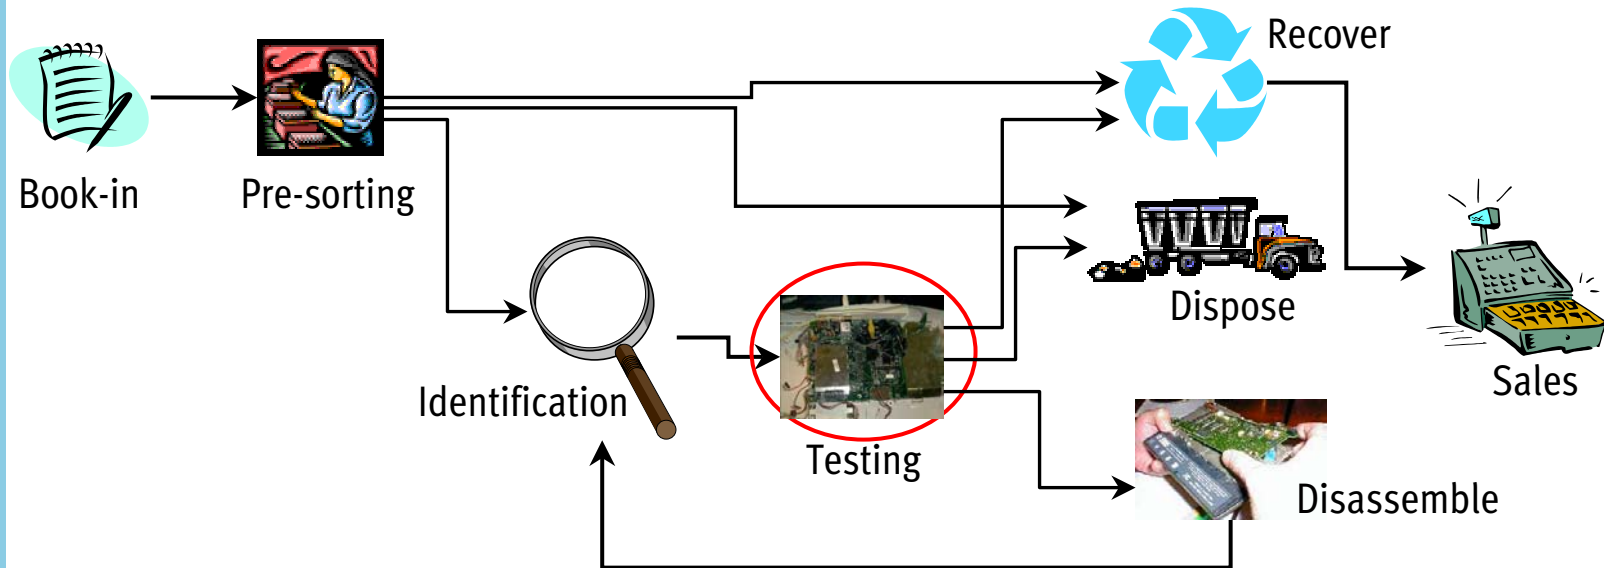 Recover
Book-in
Pre-sorting
Dispose
Sales
Identification
Testing
Disassemble